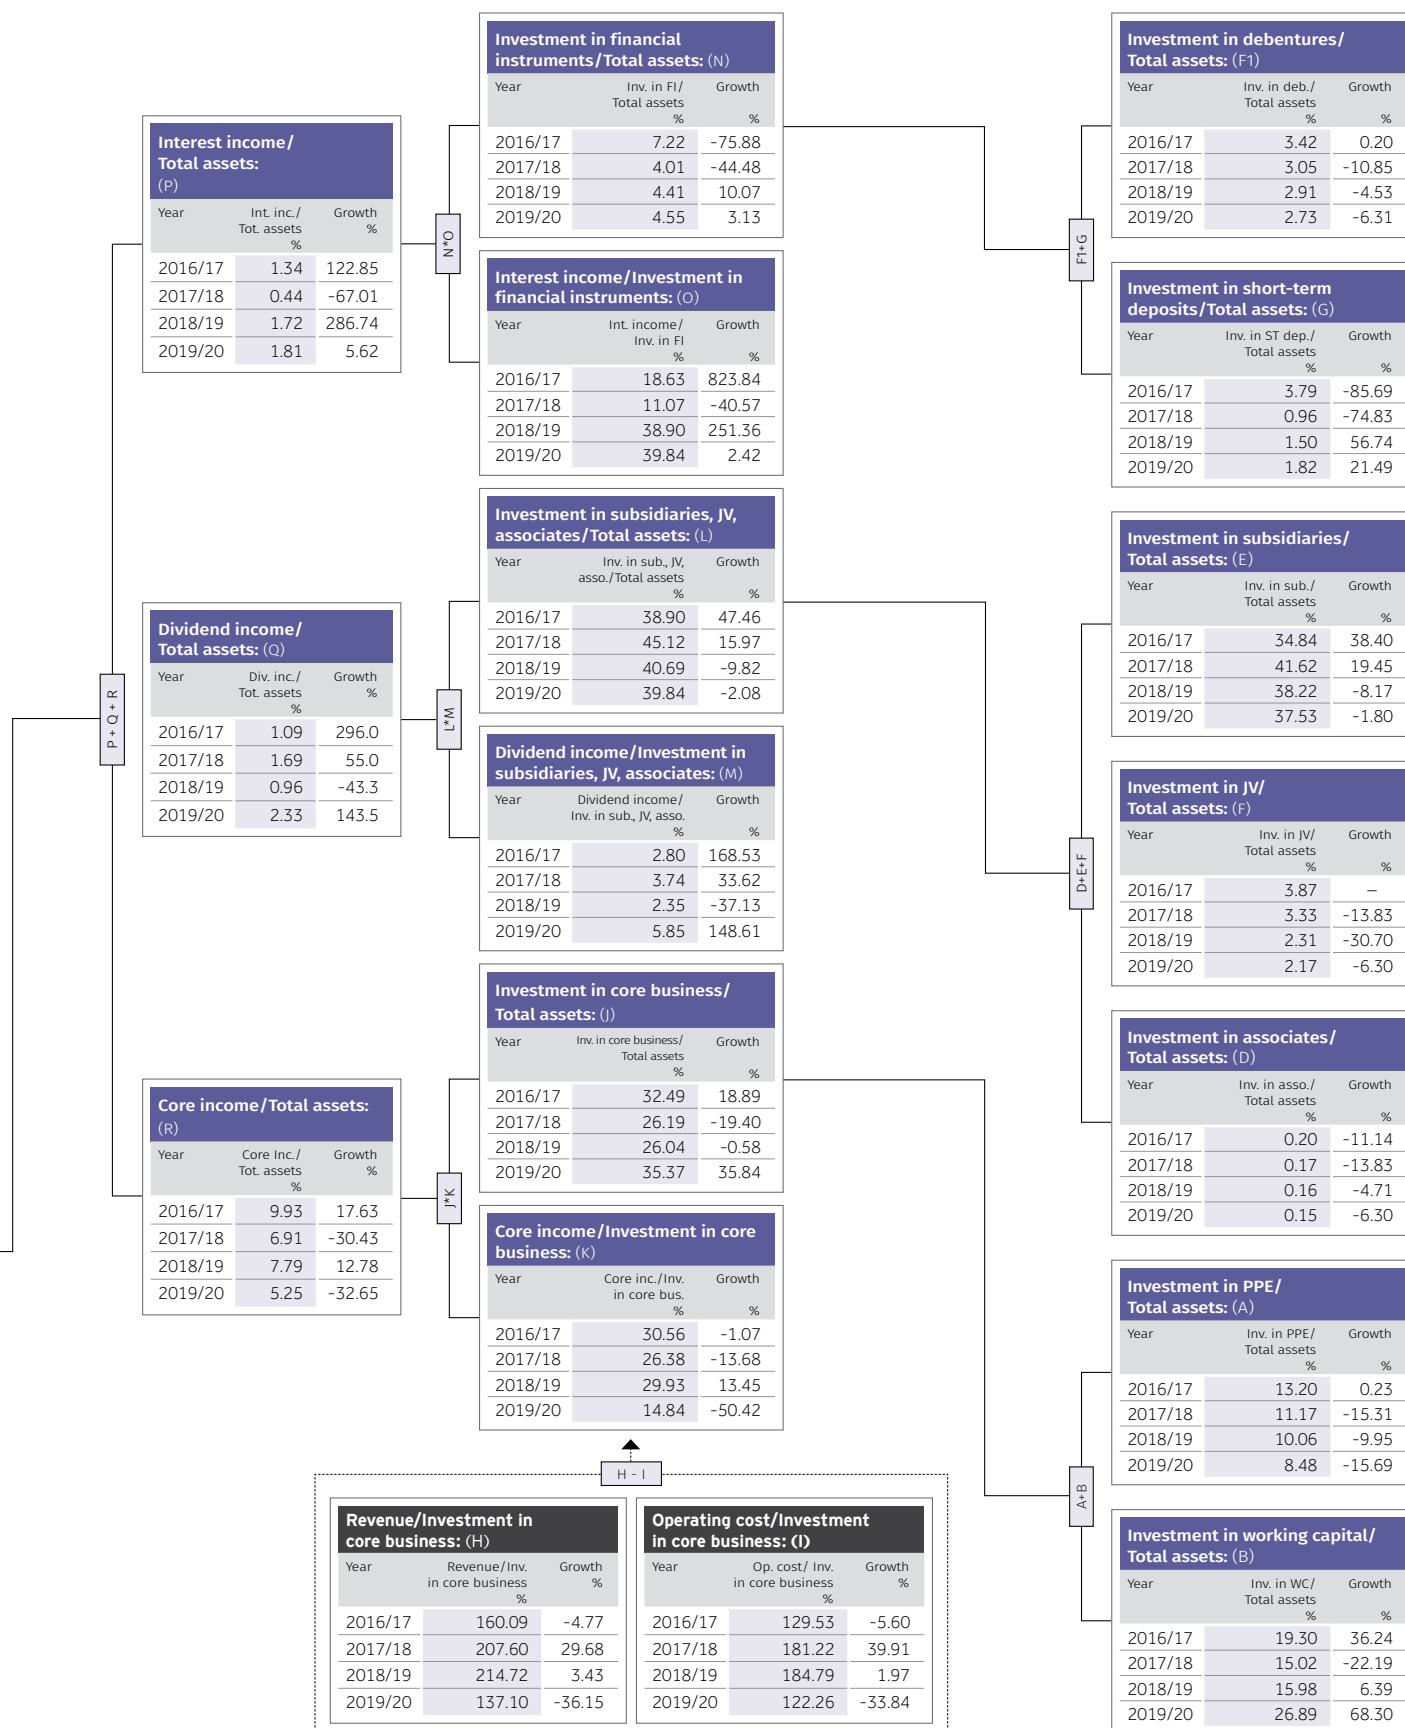 Investment in financial
instruments/Total assets: (N)
Year Inv. in FI/ Growth
Total assets
% %
2016/17 7.22 -75.88
2017/18 4.01 -44.48
2018/19 4.41 10.07
2019/20 4.55 3.13
Investment in debentures/
Total assets: (F1)
Year Inv. in deb./ Growth
Total assets
% %
2016/17 3.42 0.20
2017/18 3.05 -10.85
2018/19 2.91 -4.53
2019/20 2.73 -6.31
Interest income/
Total assets:
(P)
Year Int. inc./ Growth
Tot. assets %
%
2016/17 1.34 122.85
2017/18 0.44 -67.01
2018/19 1.72 286.74
2019/20 1.81 5.62
N*O
F1+G
Interest income/Investment in
financial instruments: (O)
Year Int. income/ Growth
Inv. in FI
% %
2016/17 18.63 823.84
2017/18 11.07 -40.57
2018/19 38.90 251.36
2019/20 39.84 2.42
Investment in short-term
deposits/Total assets: (G)
Year Inv. in ST dep./ Growth
Total assets
% %
2016/17 3.79 -85.69
2017/18 0.96 -74.83
2018/19 1.50 56.74
2019/20 1.82 21.49
Investment in subsidiaries, JV,
associates/Total assets: (L)
Year Inv. in sub., JV, Growth
asso./Total assets
% %
2016/17 38.90 47.46
2017/18 45.12 15.97
2018/19 40.69 -9.82
2019/20 39.84 -2.08
Investment in subsidiaries/
Total assets: (E)
Year Inv. in sub./ Growth
Total assets
% %
2016/17 34.84 38.40
2017/18 41.62 19.45
2018/19 38.22 -8.17
2019/20 37.53 -1.80
P + Q + R
Dividend income/
Total assets: (Q)
Year Div. inc./ Growth
Tot. assets %
%
2016/17 1.09 296.0
2017/18 1.69 55.0
2018/19 0.96 -43.3
2019/20 2.33 143.5
L*M
Dividend income/Investment in
subsidiaries, JV, associates: (M)
Year Dividend income/ Growth
Inv. in sub., JV, asso.
% %
2016/17 2.80 168.53
2017/18 3.74 33.62
2018/19 2.35 -37.13
2019/20 5.85 148.61
D+E+F
Investment in JV/
Total assets: (F)
Year Inv. in JV/ Growth
Total assets
% %
2016/17 3.87 –
2017/18 3.33 -13.83
2018/19 2.31 -30.70
2019/20 2.17 -6.30
Investment in core business/
Total assets: (J)
Year Inv. in core business/ Growth
Total assets
% %
2016/17 32.49 18.89
2017/18 26.19 -19.40
2018/19 26.04 -0.58
2019/20 35.37 35.84
Investment in associates/
Total assets: (D)
Year Inv. in asso./ Growth
Total assets
% %
2016/17 0.20 -11.14
2017/18 0.17 -13.83
2018/19 0.16 -4.71
2019/20 0.15 -6.30
Core income/Total assets:
(R)
Year Core Inc./ Growth
Tot. assets %
%
2016/17 9.93 17.63
2017/18 6.91 -30.43
2018/19 7.79 12.78
2019/20 5.25 -32.65
J*K
Core income/Investment in core
business: (K)
Year Core inc./Inv. Growth
in core bus.
% %
2016/17 30.56 -1.07
2017/18 26.38 -13.68
2018/19 29.93 13.45
2019/20 14.84 -50.42
Investment in PPE/
Total assets: (A)
Year Inv. in PPE/ Growth
Total assets
% %
2016/17 13.20 0.23
2017/18 11.17 -15.31
2018/19 10.06 -9.95
2019/20 8.48 -15.69
H - I
A+B
Revenue/Investment in
core business: (H)
Year Revenue/Inv. Growth
in core business %
%
2016/17 160.09 -4.77
2017/18 207.60 29.68
2018/19 214.72 3.43
2019/20 137.10 -36.15
Operating cost/Investment
in core business: (I)
Year Op. cost/ Inv. Growth
in core business %
%
2016/17 129.53 -5.60
2017/18 181.22 39.91
2018/19 184.79 1.97
2019/20 122.26 -33.84
Investment in working capital/
Total assets: (B)
Year Inv. in WC/ Growth
Total assets
% %
2016/17 19.30 36.24
2017/18 15.02 -22.19
2018/19 15.98 6.39
2019/20 26.89 68.30